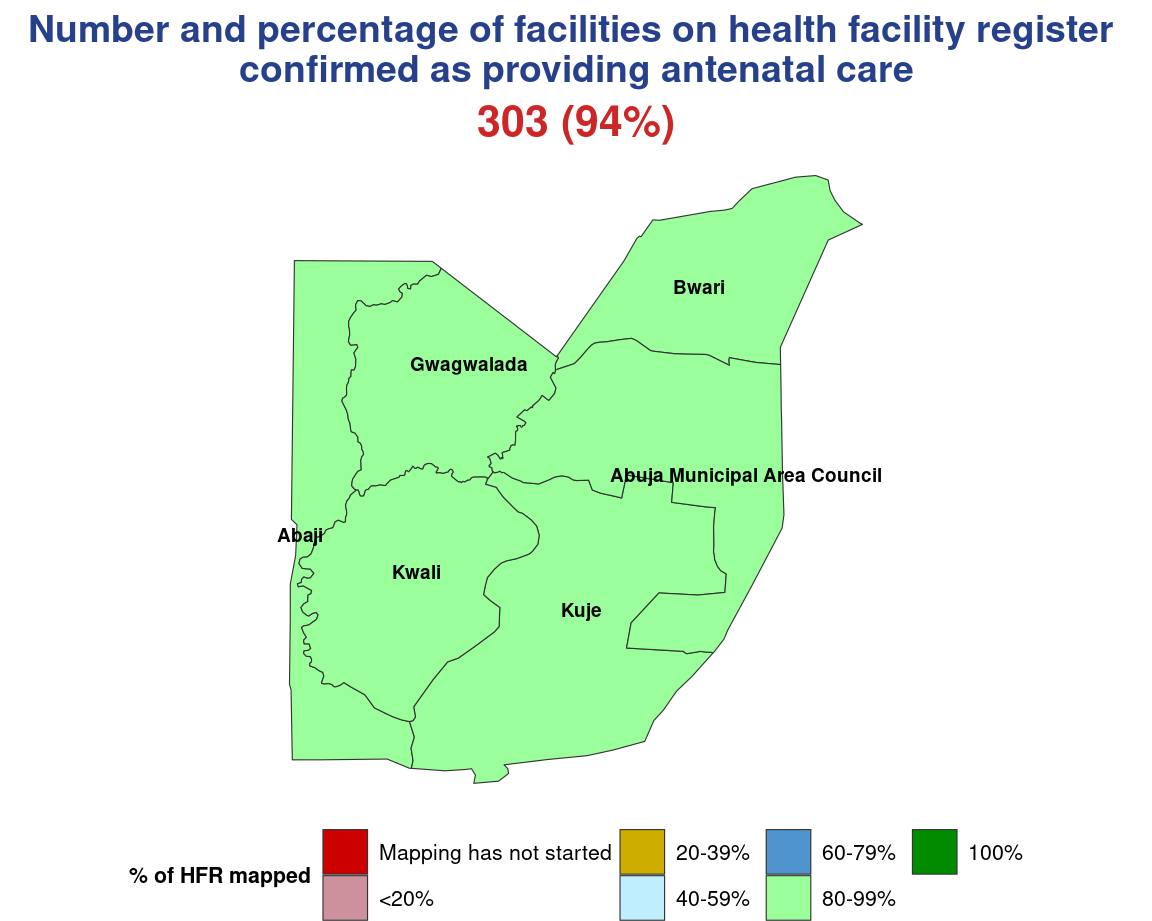 Number and percentage of facilities on health facility register
confirmed as providing antenatal care
303 (94%)
Bwari
Gwagwalada
Abuja Municipal Area Council
Abaji
Kwali
Kuje
% of HFR mapped
Mapping has not started
<20%
20-39%
40-59%
60-79%
80-99%
100%